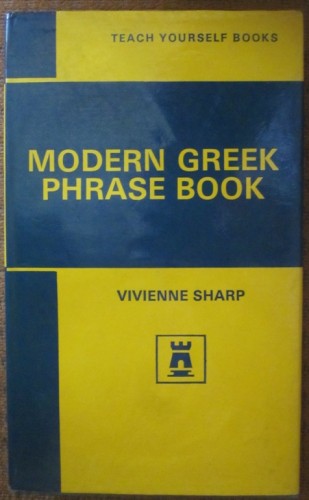 TEACH YOURSELF BOOKS
MODERN GREEK
PHRASE BOOK
VIVIENNE SHARP